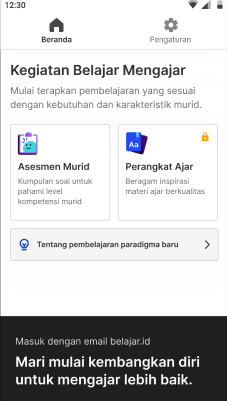 12:30
Beranda
Pengaturan
Kegiatan Belajar Mengajar
Mulai terapkan pembelajaran yang sesuai
dengan kebutuhan dan karakteristik murid.
Asesmen Murid
Kumpulan soal untuk
pahami level
kompetensi murid
Aa
Perangkat Ajar
Beragam inspirasi
materi ajar berkualitas
Tentang pembelajaran paradigma baru
Masuk dengan email belajar.id
Mari mulai kembangkan diri
untuk mengajar lebih baik.